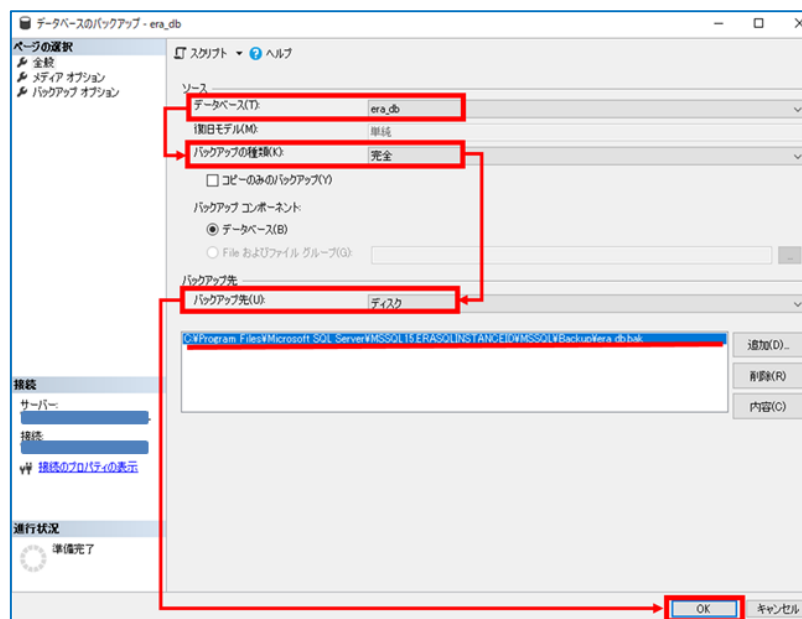 データベースのバックアップ - era_db
ページの選択
全般
メディア オプション
バックアップ オプション
スクリプト ヘルプ
ソース
データベース(T): era_db
復旧モデル(M): 単純
バックアップの種類(K): 完全
コピーのみのバックアップ(Y)
バックアップ コンポーネント:
データベース(B)
File およびファイル グループ(G):
...
バックアップ先
バックアップ先(U): ディスク
C:¥Program Files¥Microsoft SQL Server¥MSSQL15.ERASQLINSTANCEID¥MSSQL¥Backup¥era_db.bak
追加(D)...
削除(R)
内容(C)
接続
サーバー:
接続:
接続のプロパティの表示
進行状況
準備完了
OK キャンセル